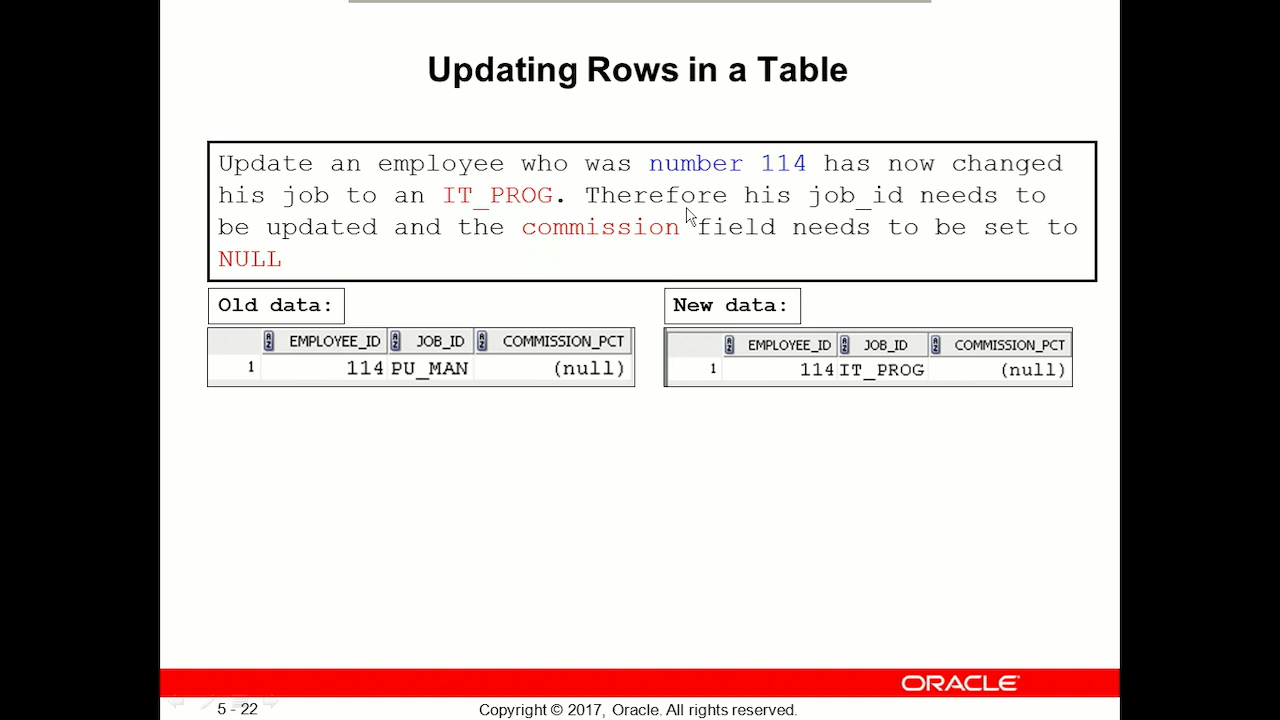 Updating Rows in a Table
Update an employee who was number 114 has now changed
his job to an IT_PROG. Therefore his job_id needs to
be updated and the commission field needs to be set to
NULL
Old data:
New data:
EMPLOYEE_ID JOB_ID COMMISSION_PCT
1 114 PU_MAN (null)
EMPLOYEE_ID JOB_ID COMMISSION_PCT
1 114 IT_PROG (null)
ORACLE
5 - 22
Copyright © 2017, Oracle. All rights reserved.